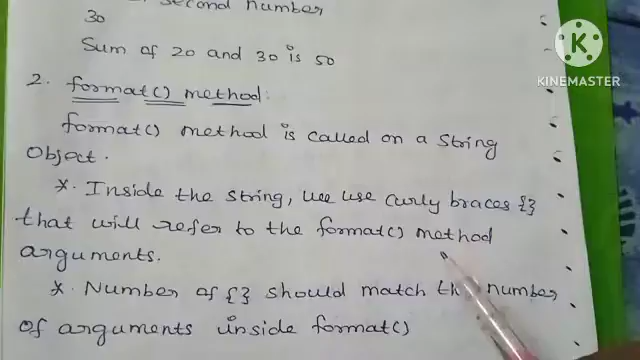 second number
30
Sum of 20 and 30 is 50
2. format() method:
format() method is called on a string
Object.
*. Inside the string, we use curly braces {}
that will refer to the format() method
arguments.
*. Number of {} should match the number
of arguments inside format()
KINEMASTER